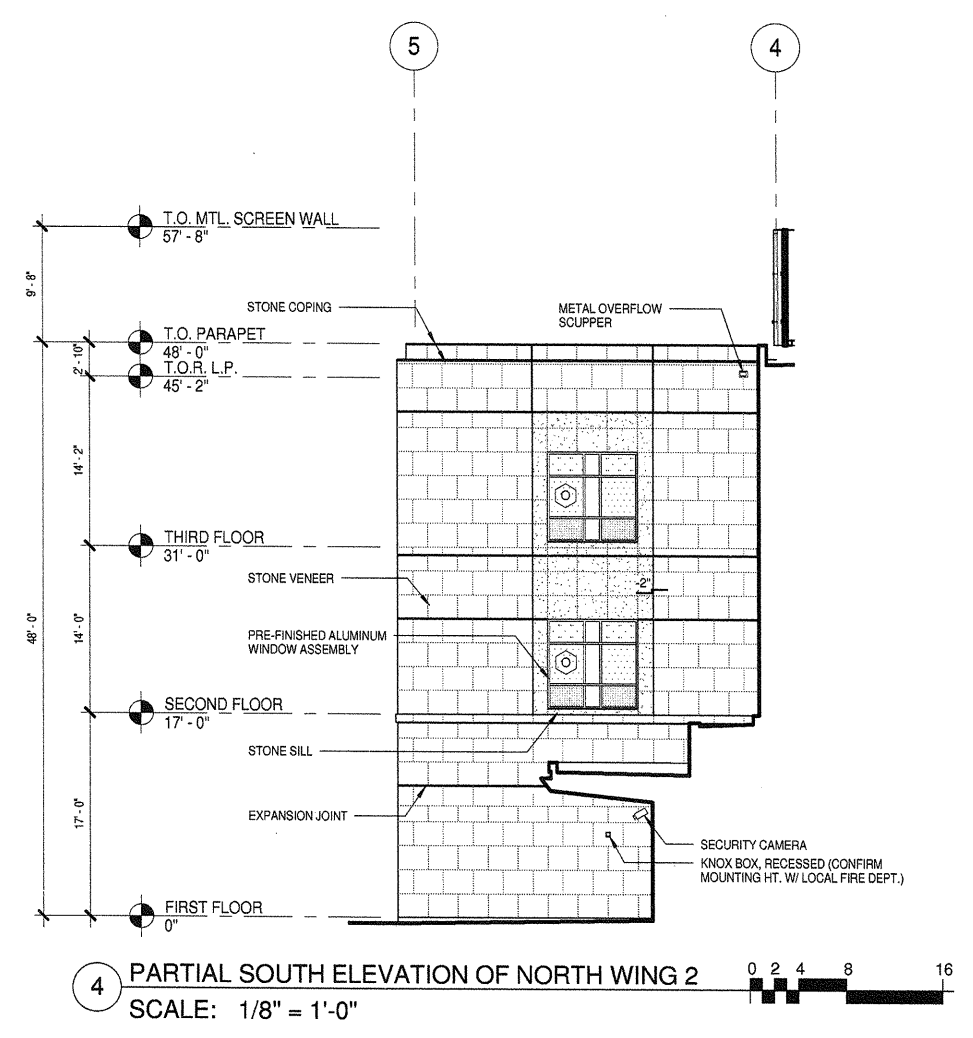 5
4
T.O. MTL. SCREEN WALL
57' - 8"
9' - 8"
STONE COPING
METAL OVERFLOW
SCUPPER
T.O. PARAPET
48' - 0"
2' - 10"
T.O.R. L.P.
45' - 2"
14' - 2"
THIRD FLOOR
31' - 0"
STONE VENEER
-2"
48' - 0"
14' - 0"
PRE-FINISHED ALUMINUM
WINDOW ASSEMBLY
SECOND FLOOR
17' - 0"
STONE SILL
17' - 0"
EXPANSION JOINT
SECURITY CAMERA
KNOX BOX, RECESSED (CONFIRM
MOUNTING HT. W/ LOCAL FIRE DEPT.)
FIRST FLOOR
0"
4
PARTIAL SOUTH ELEVATION OF NORTH WING 2
SCALE: 1/8" = 1'-0"
0 2 4 8 16